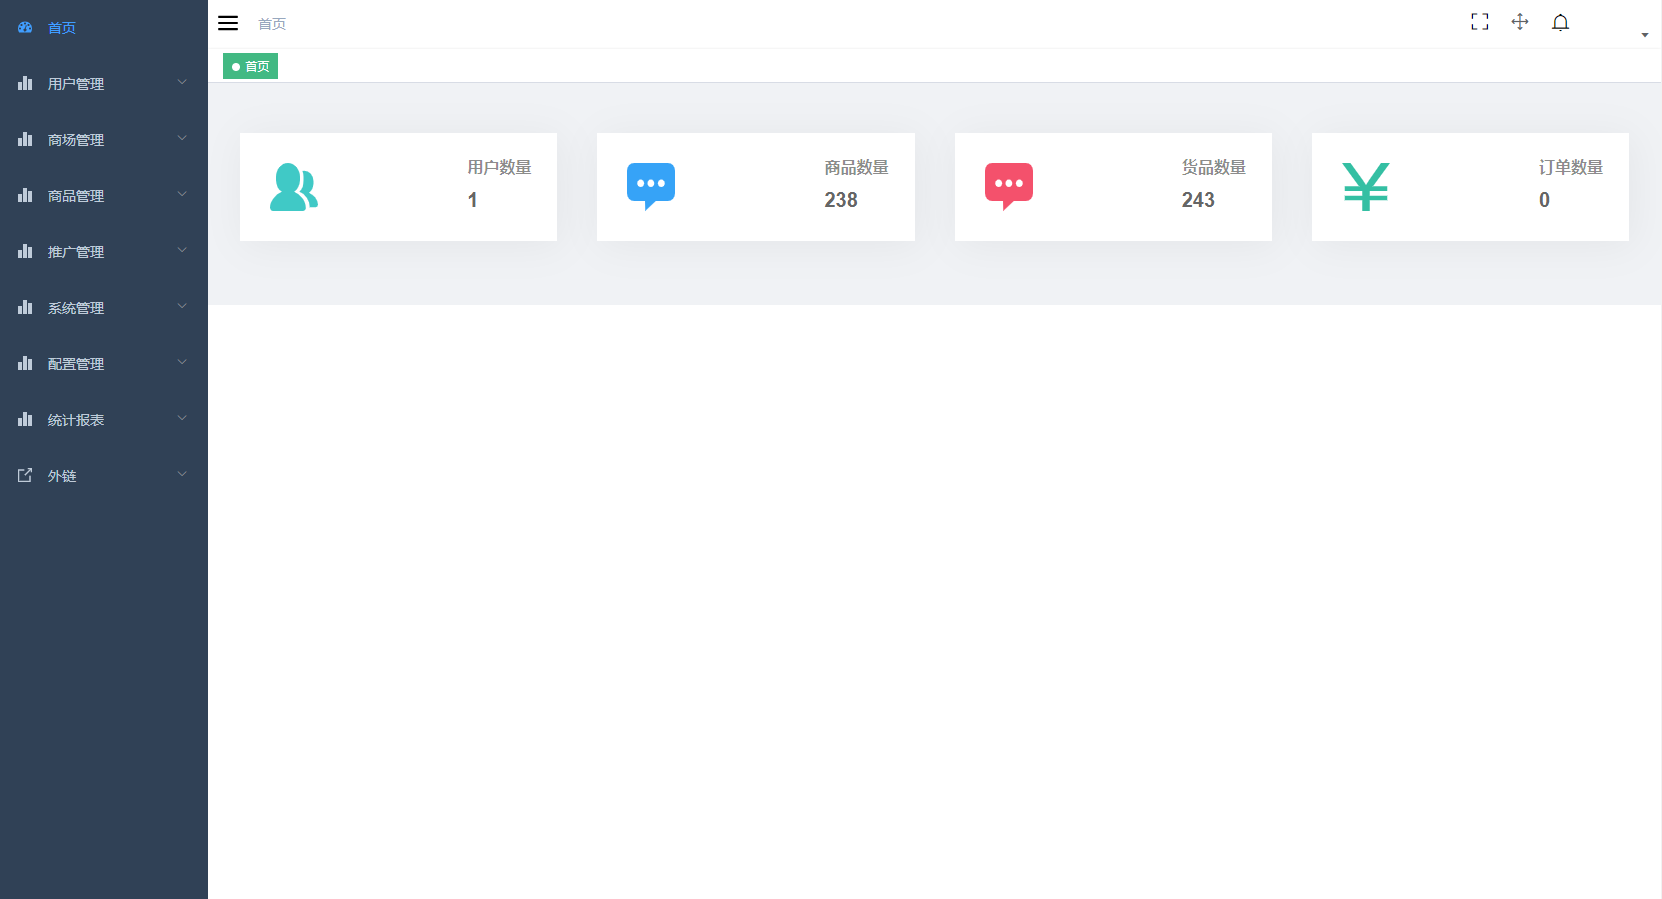 首页
用户管理
商场管理
商品管理
推广管理
系统管理
配置管理
统计报表
外链
首页
首页
用户数量
1
商品数量
238
货品数量
243
订单数量
0